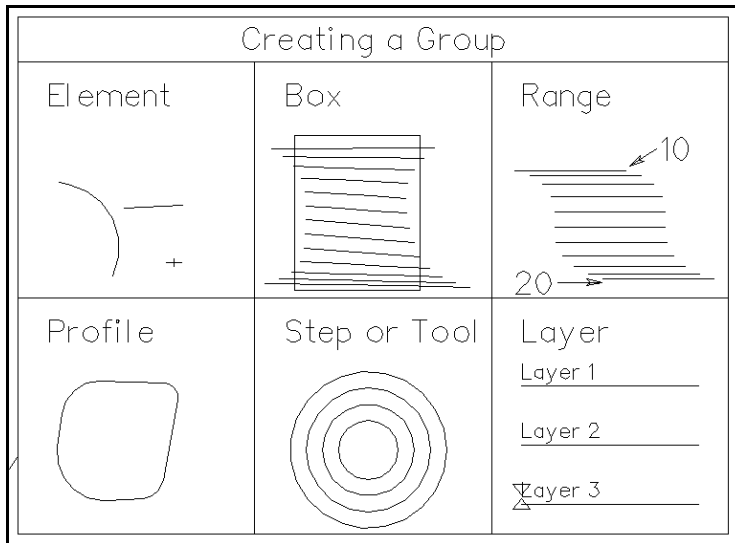 Creating a Group
Element
Box
Range
10
20
Profile
Step or Tool
Layer
Layer 1
Layer 2
Layer 3